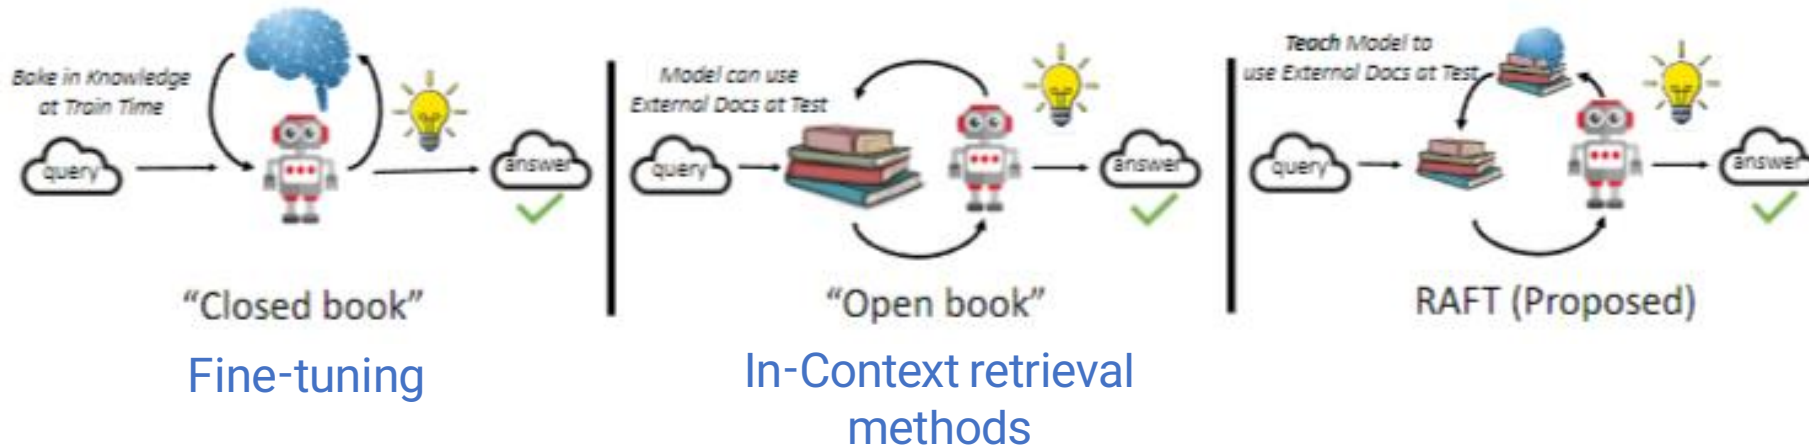 Bake in Knowledge
at Train Time
query
answer
“Closed book”
Fine-tuning
Model can use
External Docs at Test
query
answer
“Open book”
In-Context retrieval
methods
Teach Model to
use External Docs at Test
query
answer
RAFT (Proposed)